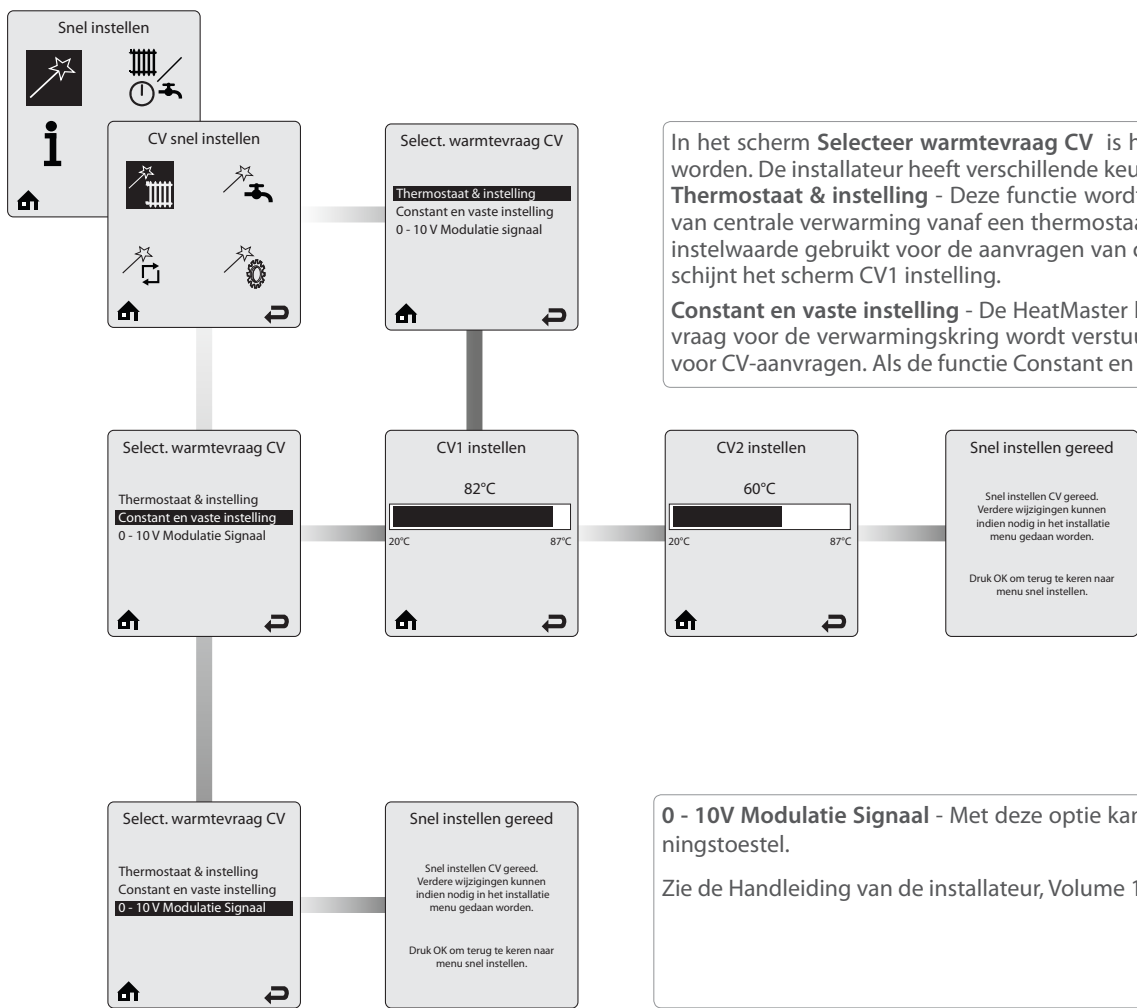 Snel instellen
CV snel instellen
Select. warmtevraag CV
Thermostaat & instelling
Constant en vaste instelling
0 - 10 V Modulatie signaal
In het scherm Selecteer warmtevraag CV is h
worden. De installateur heeft verschillende keu
Thermostaat & instelling - Deze functie wordt
van centrale verwarming vanaf een thermostaa
instelwaarde gebruikt voor de aanvragen van c
schijnt het scherm CV1 instelling.
Constant en vaste instelling - De HeatMaster
vraag voor de verwarmingskring wordt verstuu
voor CV-aanvragen. Als de functie Constant en
Select. warmtevraag CV
Thermostaat & instelling
Constant en vaste instelling
0 - 10 V Modulatie Signaal
CV1 instellen
82°C
20°C 87°C
CV2 instellen
60°C
20°C 87°C
Snel instellen gereed
Snel instellen CV gereed.
Verdere wijzigingen kunnen
indien nodig in het installatie
menu gedaan worden.
Druk OK om terug te keren naar
menu snel instellen.
Select. warmtevraag CV
Thermostaat & instelling
Constant en vaste instelling
0 - 10 V Modulatie Signaal
Snel instellen gereed
Snel instellen CV gereed.
Verdere wijzigingen kunnen
indien nodig in het installatie
menu gedaan worden.
Druk OK om terug te keren naar
menu snel instellen.
0 - 10V Modulatie Signaal - Met deze optie kan
ningstoestel.
Zie de Handleiding van de installateur, Volume 1